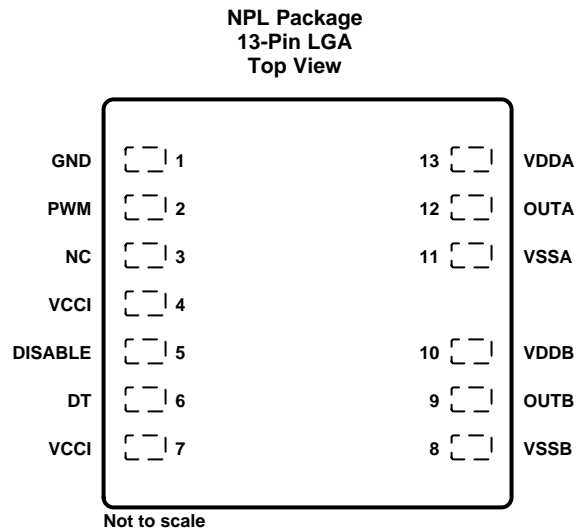 NPL Package
13-Pin LGA
Top View
GND 1 13 VDDA
PWM 2 12 OUTA
NC 3 11 VSSA
VCCI 4
DISABLE 5 10 VDDB
DT 6 9 OUTB
VCCI 7 8 VSSB
Not to scale